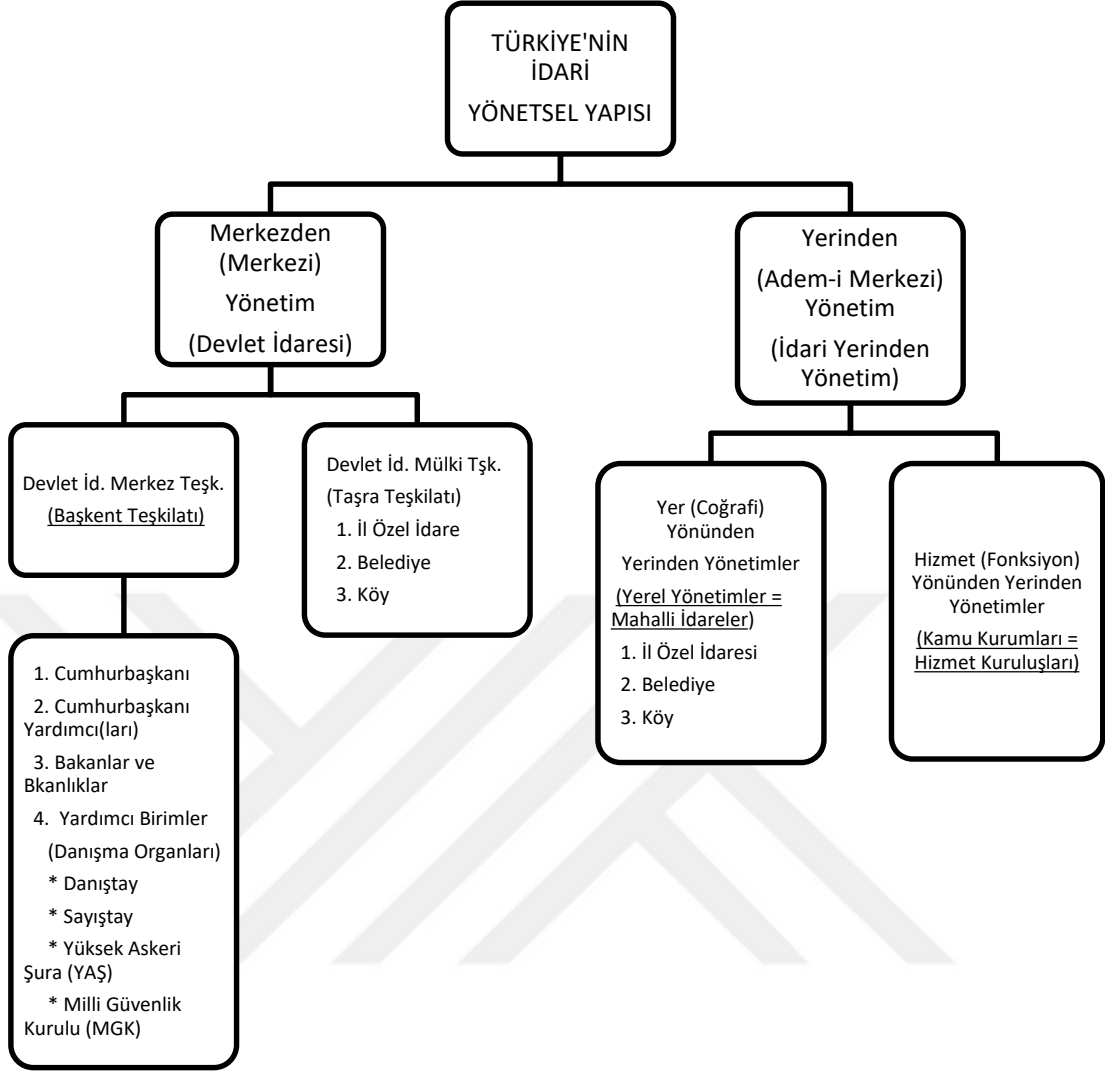 TÜRKİYE'NİN
İDARİ
YÖNETSEL YAPISI
Merkezden
(Merkezi)
Yönetim
(Devlet İdaresi)
Yerinden
(Adem-i Merkezi)
Yönetim
(İdari Yerinden
Yönetim)
Devlet İd. Merkez Teşk.
(Başkent Teşkilatı)
Devlet İd. Mülki Tşk.
(Taşra Teşkilatı)
1. İl Özel İdare
2. Belediye
3. Köy
Yer (Coğrafi)
Yönünden
Yerinden Yönetimler
(Yerel Yönetimler =
Mahalli İdareler)
1. İl Özel İdaresi
2. Belediye
3. Köy
Hizmet (Fonksiyon)
Yönünden Yerinden
Yönetimler
(Kamu Kurumları =
Hizmet Kuruluşları)
1. Cumhurbaşkanı
2. Cumhurbaşkanı
Yardımcı(ları)
3. Bakanlar ve
Bkanlıklar
4. Yardımcı Birimler
(Danışma Organları)
* Danıştay
* Sayıştay
* Yüksek Askeri
Şura (YAŞ)
* Milli Güvenlik
Kurulu (MGK)